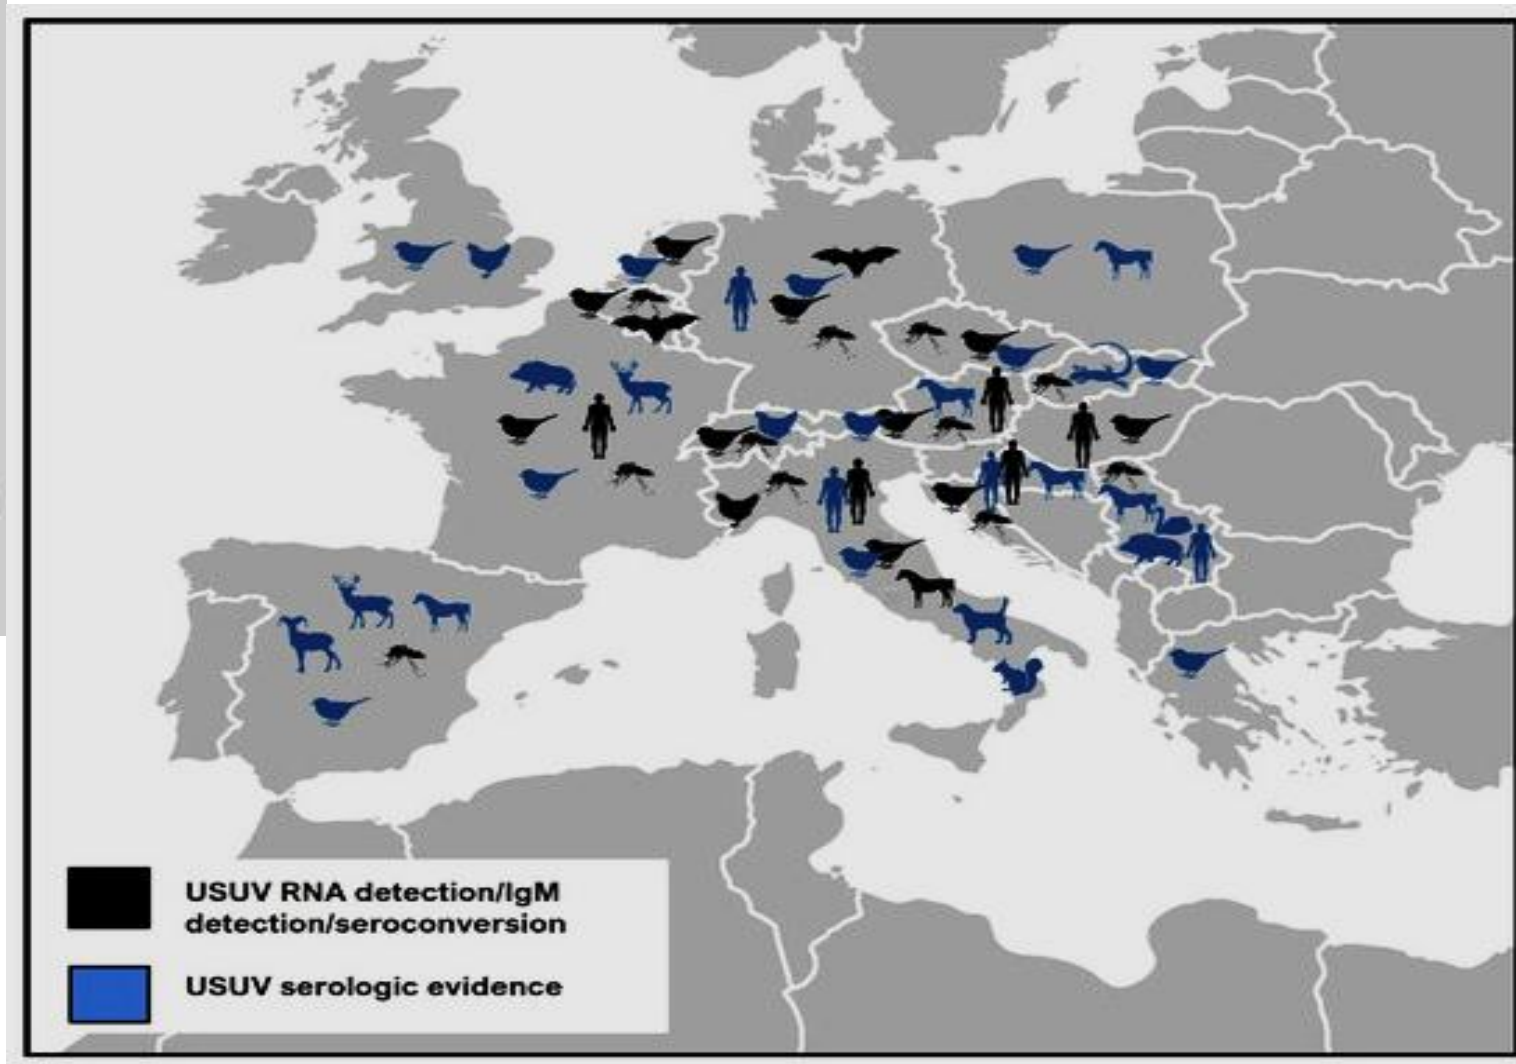 USUV RNA detection/IgM
detection/seroconversion
USUV serologic evidence